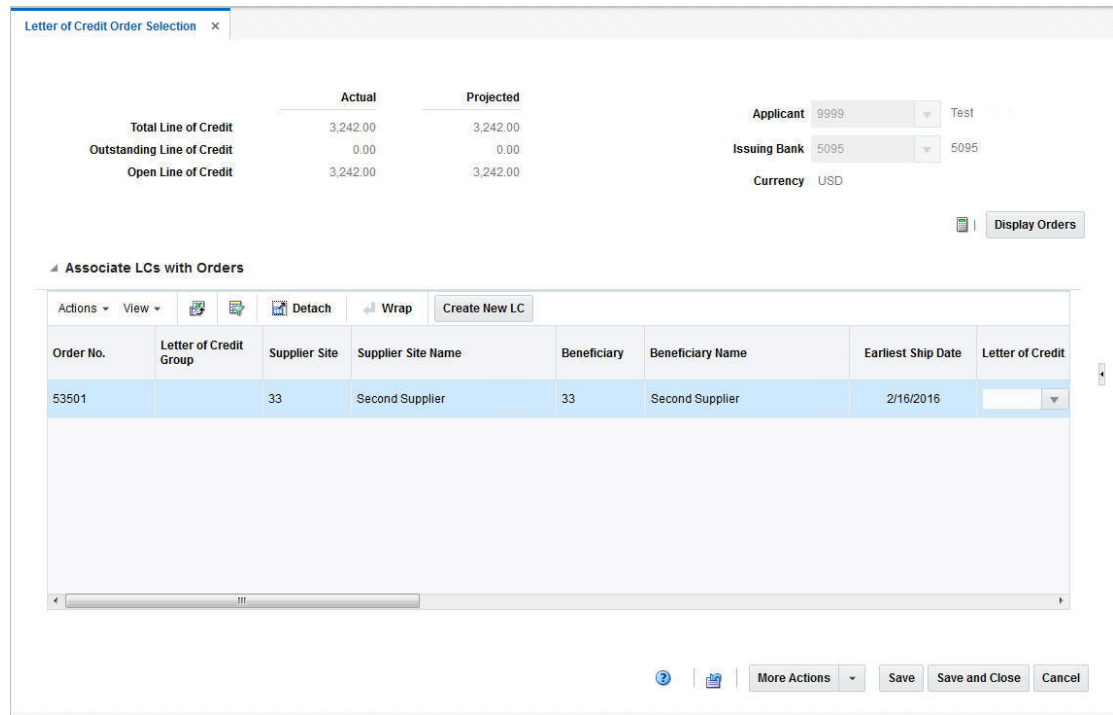 Letter of Credit Order Selection ×
Actual Projected
Total Line of Credit 3,242.00 3,242.00
Outstanding Line of Credit 0.00 0.00
Open Line of Credit 3,242.00 3,242.00
Applicant 9999 Test
Issuing Bank 5095 5095
Currency USD
Display Orders
Associate LCs with Orders
Actions View Detach Wrap Create New LC
Order No. Letter of Credit Group Supplier Site Supplier Site Name Beneficiary Beneficiary Name Earliest Ship Date Letter of Credit
53501 33 Second Supplier 33 Second Supplier 2/16/2016
More Actions Save Save and Close Cancel